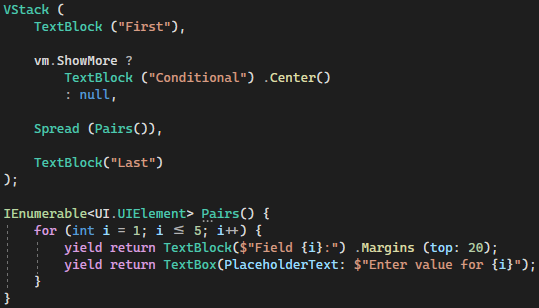 VStack (
TextBlock ("First"),
vm.ShowMore ?
TextBlock ("Conditional") .Center()
: null,
Spread (Pairs()),
TextBlock("Last")
);
IEnumerable<UI.UIElement> Pairs() {
for (int i = 1; i ≤ 5; i++) {
yield return TextBlock($"Field {i}:") .Margins (top: 20);
yield return TextBox(PlaceholderText: $"Enter value for {i}");
}
}